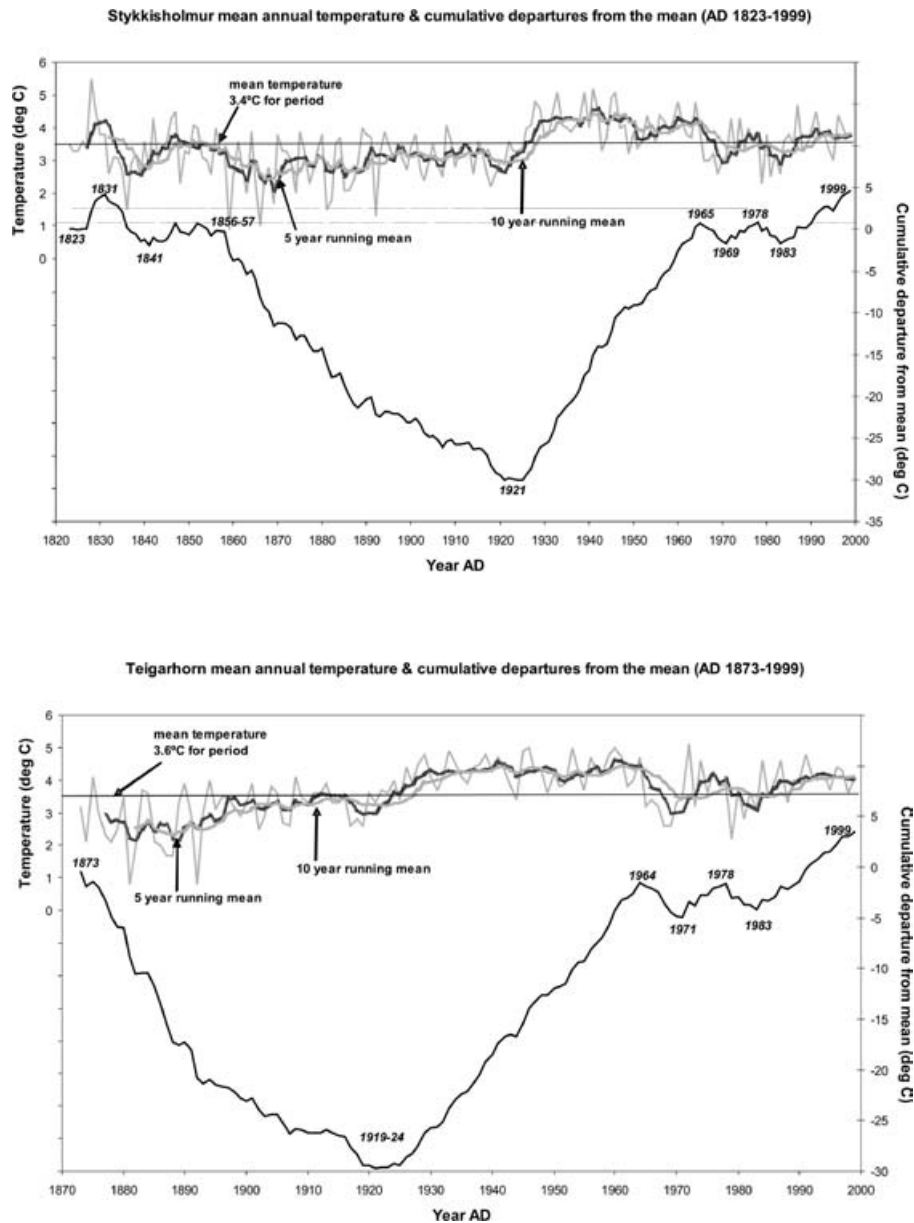 Stykkisholmur mean annual temperature & cumulative departures from the mean (AD 1823-1999)
Temperature (deg C)
6
5
4
3
2
1
0
mean temperature
3.4ºC for period
1831
1823
1841
1856-57
5 year running mean
10 year running mean
1921
1965
1969
1978
1983
1999
5
0
-5
-10
-15
-20
-25
-30
-35
Cumulative departure from mean (deg C)
1820 1830 1840 1850 1860 1870 1880 1890 1900 1910 1920 1930 1940 1950 1960 1970 1980 1990 2000
Year AD
Teigarhorn mean annual temperature & cumulative departures from the mean (AD 1873-1999)
Temperature (deg C)
6
5
4
3
2
1
0
mean temperature
3.6ºC for period
1873
5 year running mean
10 year running mean
1919-24
1964
1971
1978
1983
1999
5
0
-5
-10
-15
-20
-25
-30
Cumulative departure from mean (deg C)
1870 1880 1890 1900 1910 1920 1930 1940 1950 1960 1970 1980 1990 2000
Year AD